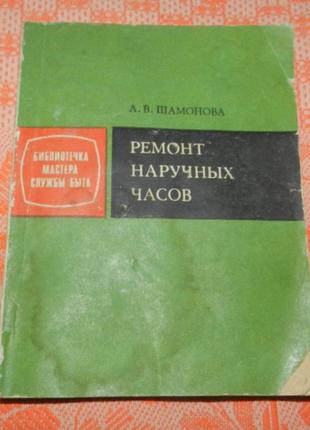 Л. В. ШАМОНОВА
БИБЛИОТЕЧКА
МАСТЕРА
СЛУЖБЫ БЫТА
РЕМОНТ
НАРУЧНЫХ
ЧАСОВ